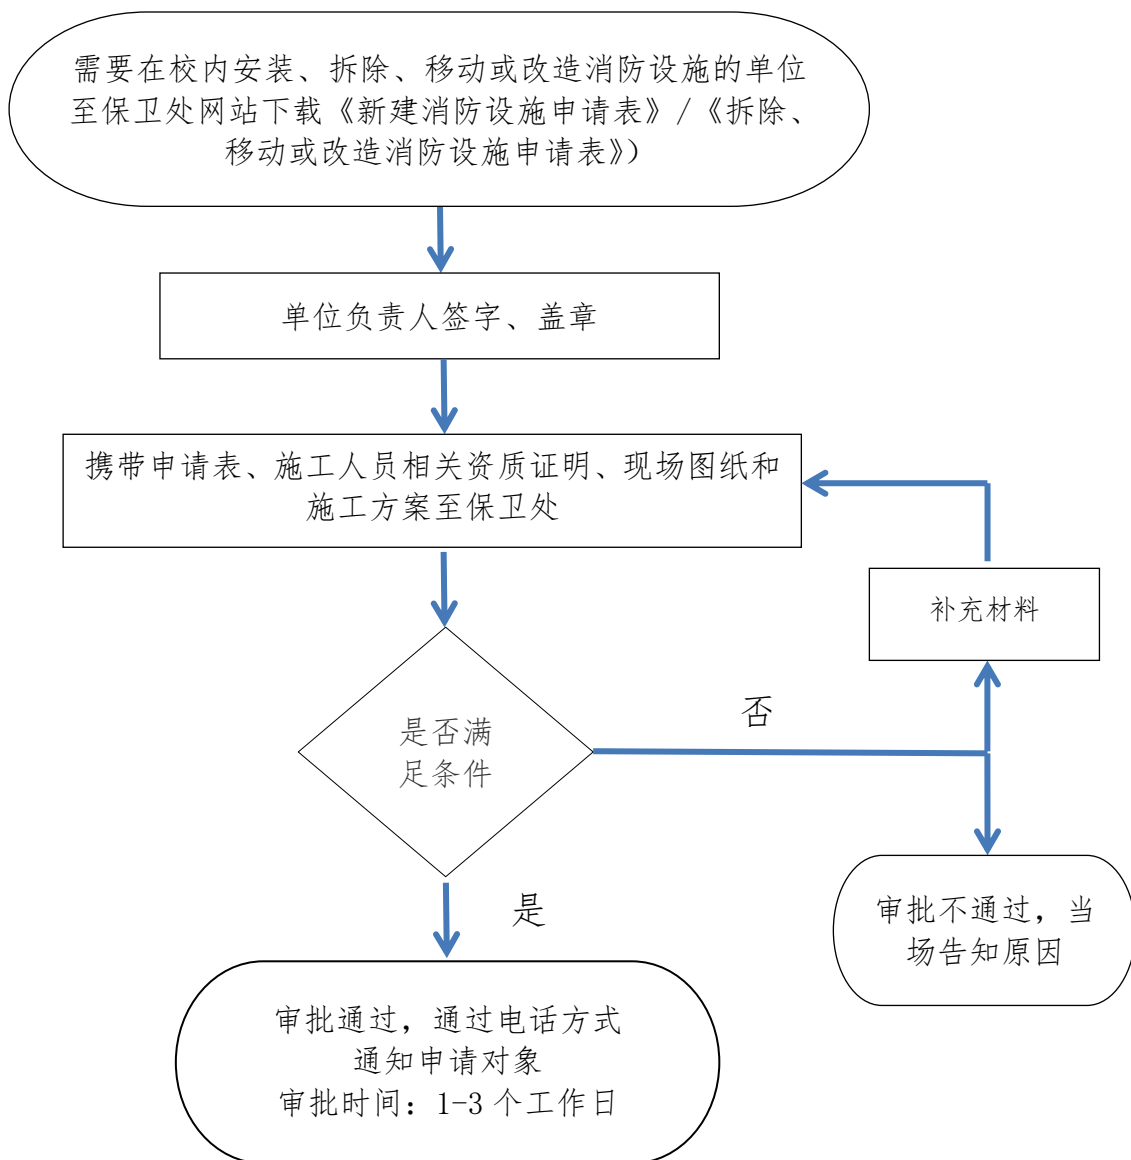 需要在校内安装、拆除、移动或改造消防设施的单位
至保卫处网站下载《新建消防设施申请表》/《拆除、
移动或改造消防设施申请表》）
单位负责人签字、盖章
携带申请表、施工人员相关资质证明、现场图纸和
施工方案至保卫处
补充材料
否
是否满
足条件
是
审批不通过，当
场告知原因
审批通过，通过电话方式
通知申请对象
审批时间：1-3 个工作日